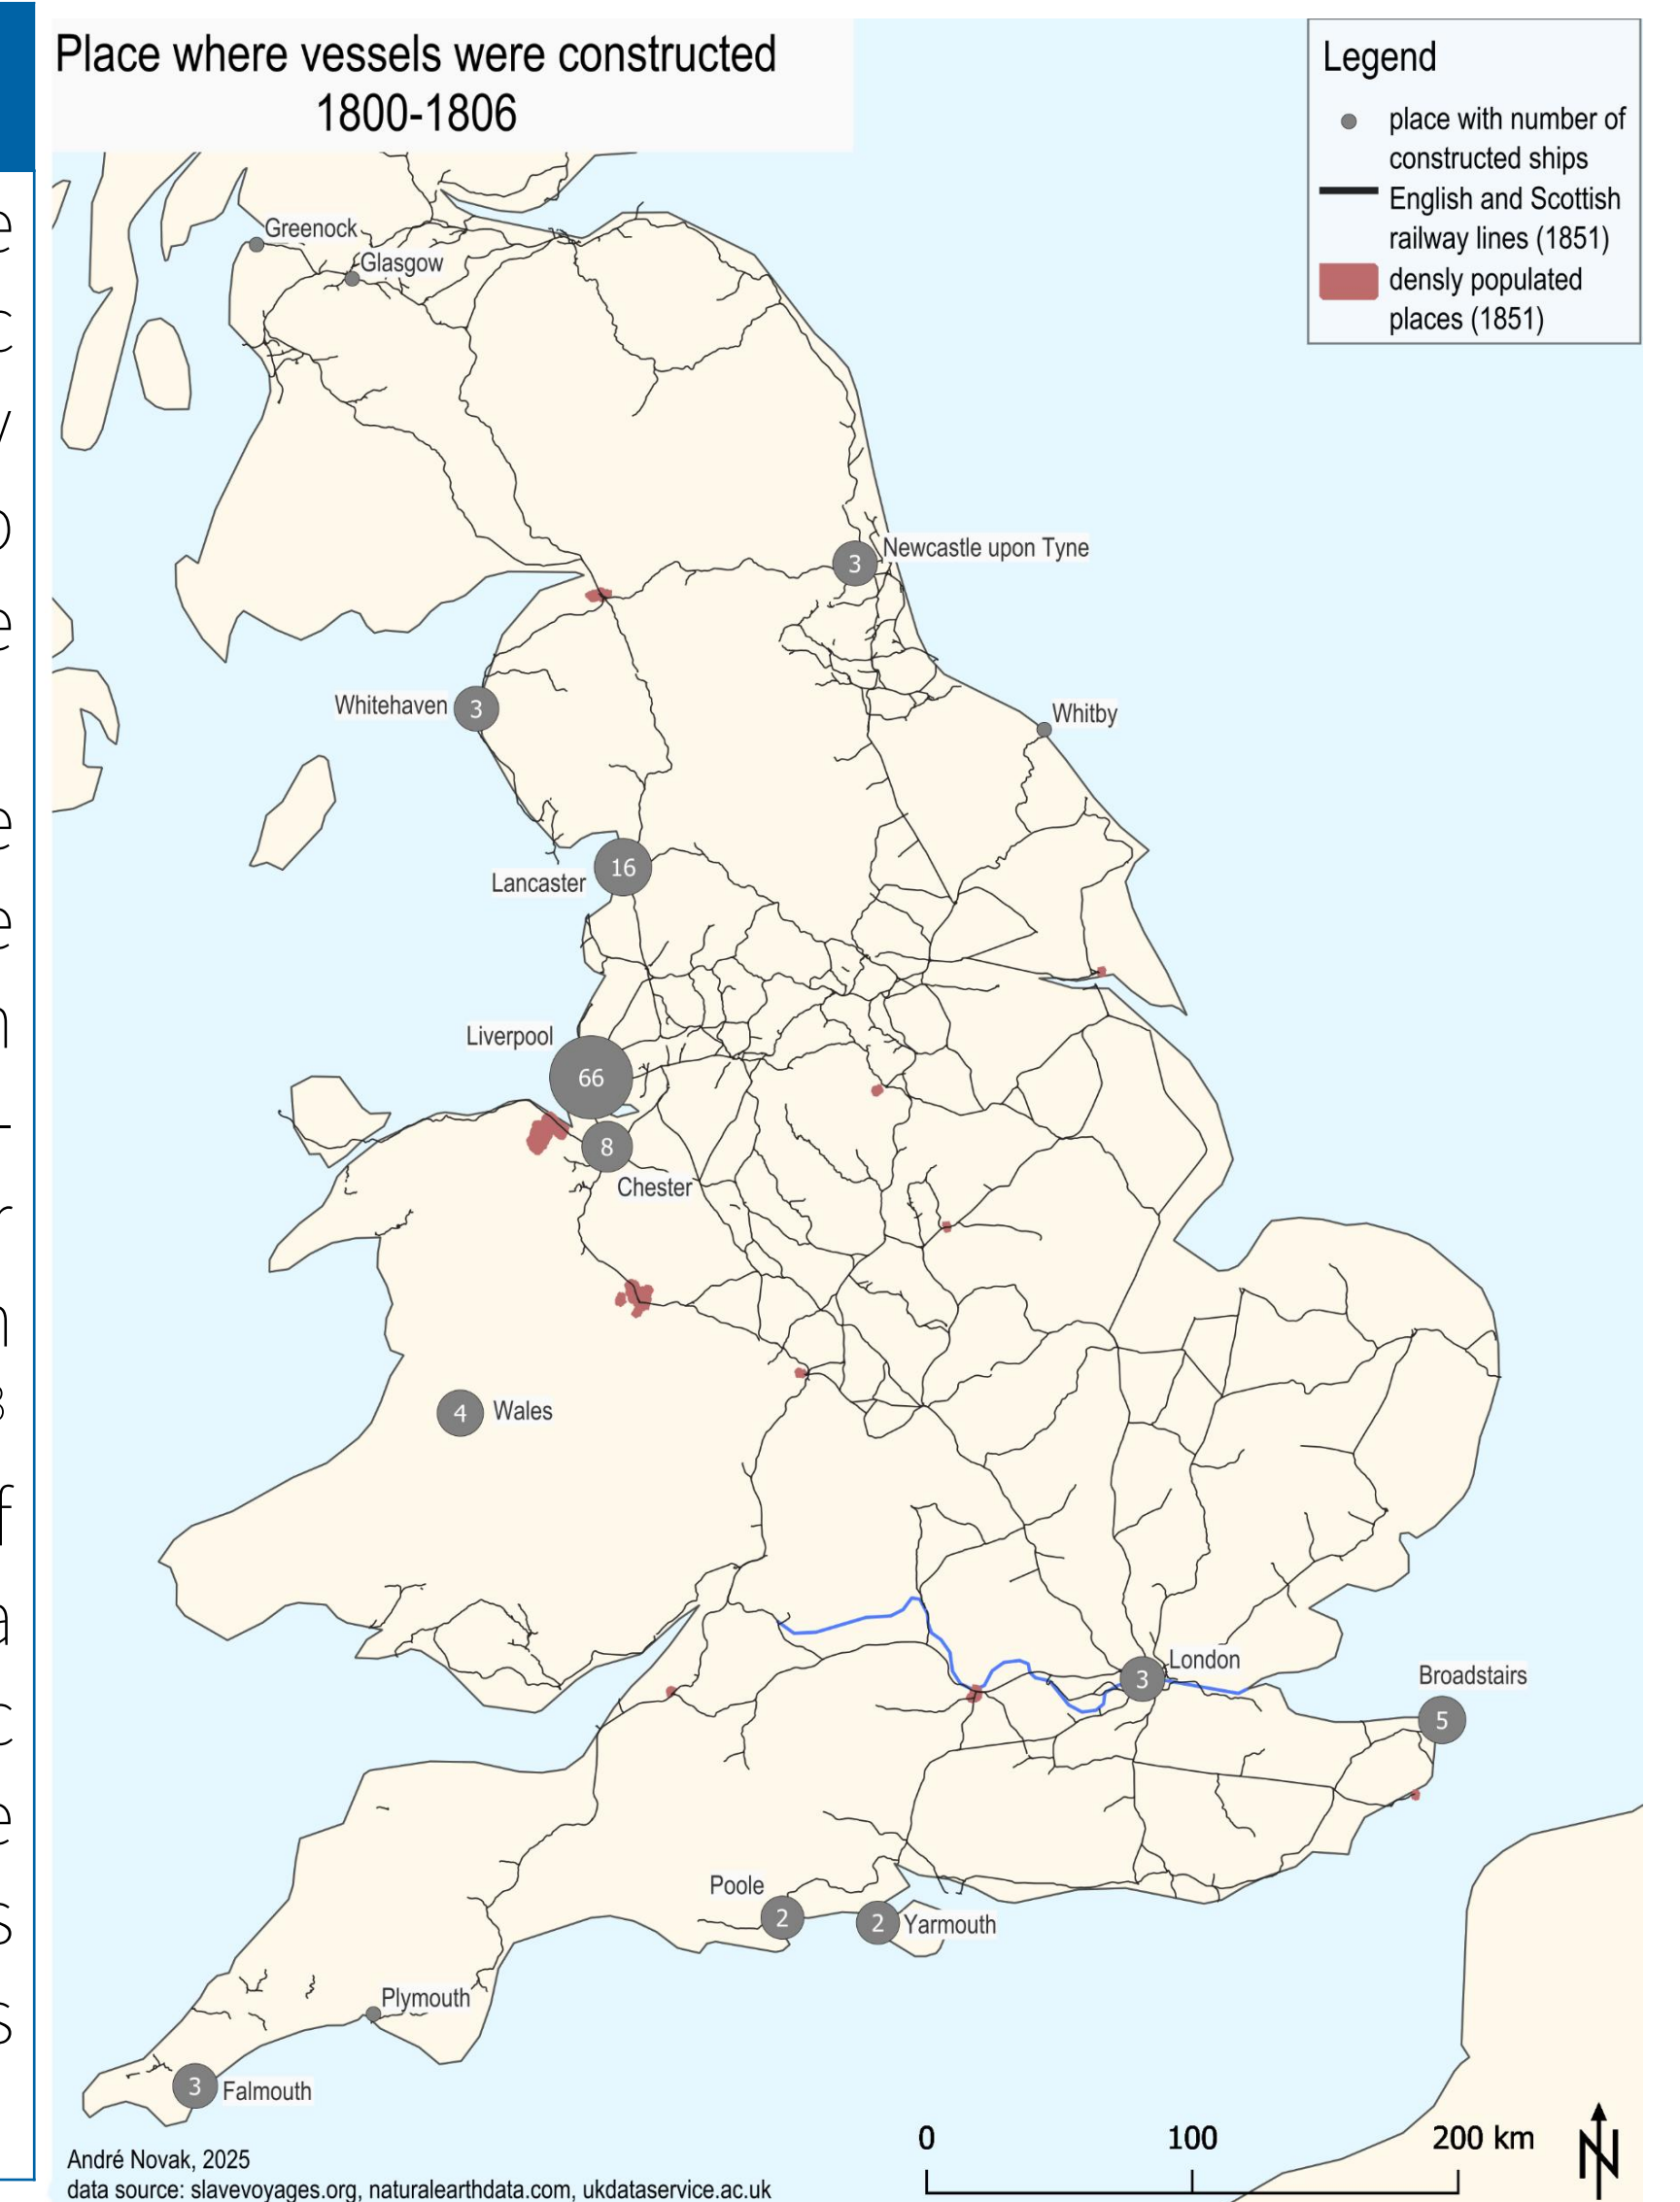 Place where vessels were constructed
1800-1806
Legend
place with number of
constructed ships
English and Scottish
railway lines (1851)
densly populated
places (1851)
Greenock
Glasgow
Newcastle upon Tyne
3
Whitehaven
3
Whitby
16
Lancaster
Liverpool
66
8
Chester
4
Wales
London
3
Broadstairs
5
Poole
2
2
Yarmouth
Plymouth
3
Falmouth
0
100
200 km
N
André Novak, 2025
data source: slavevoyages.org, naturalearthdata.com, ukdataservice.ac.uk